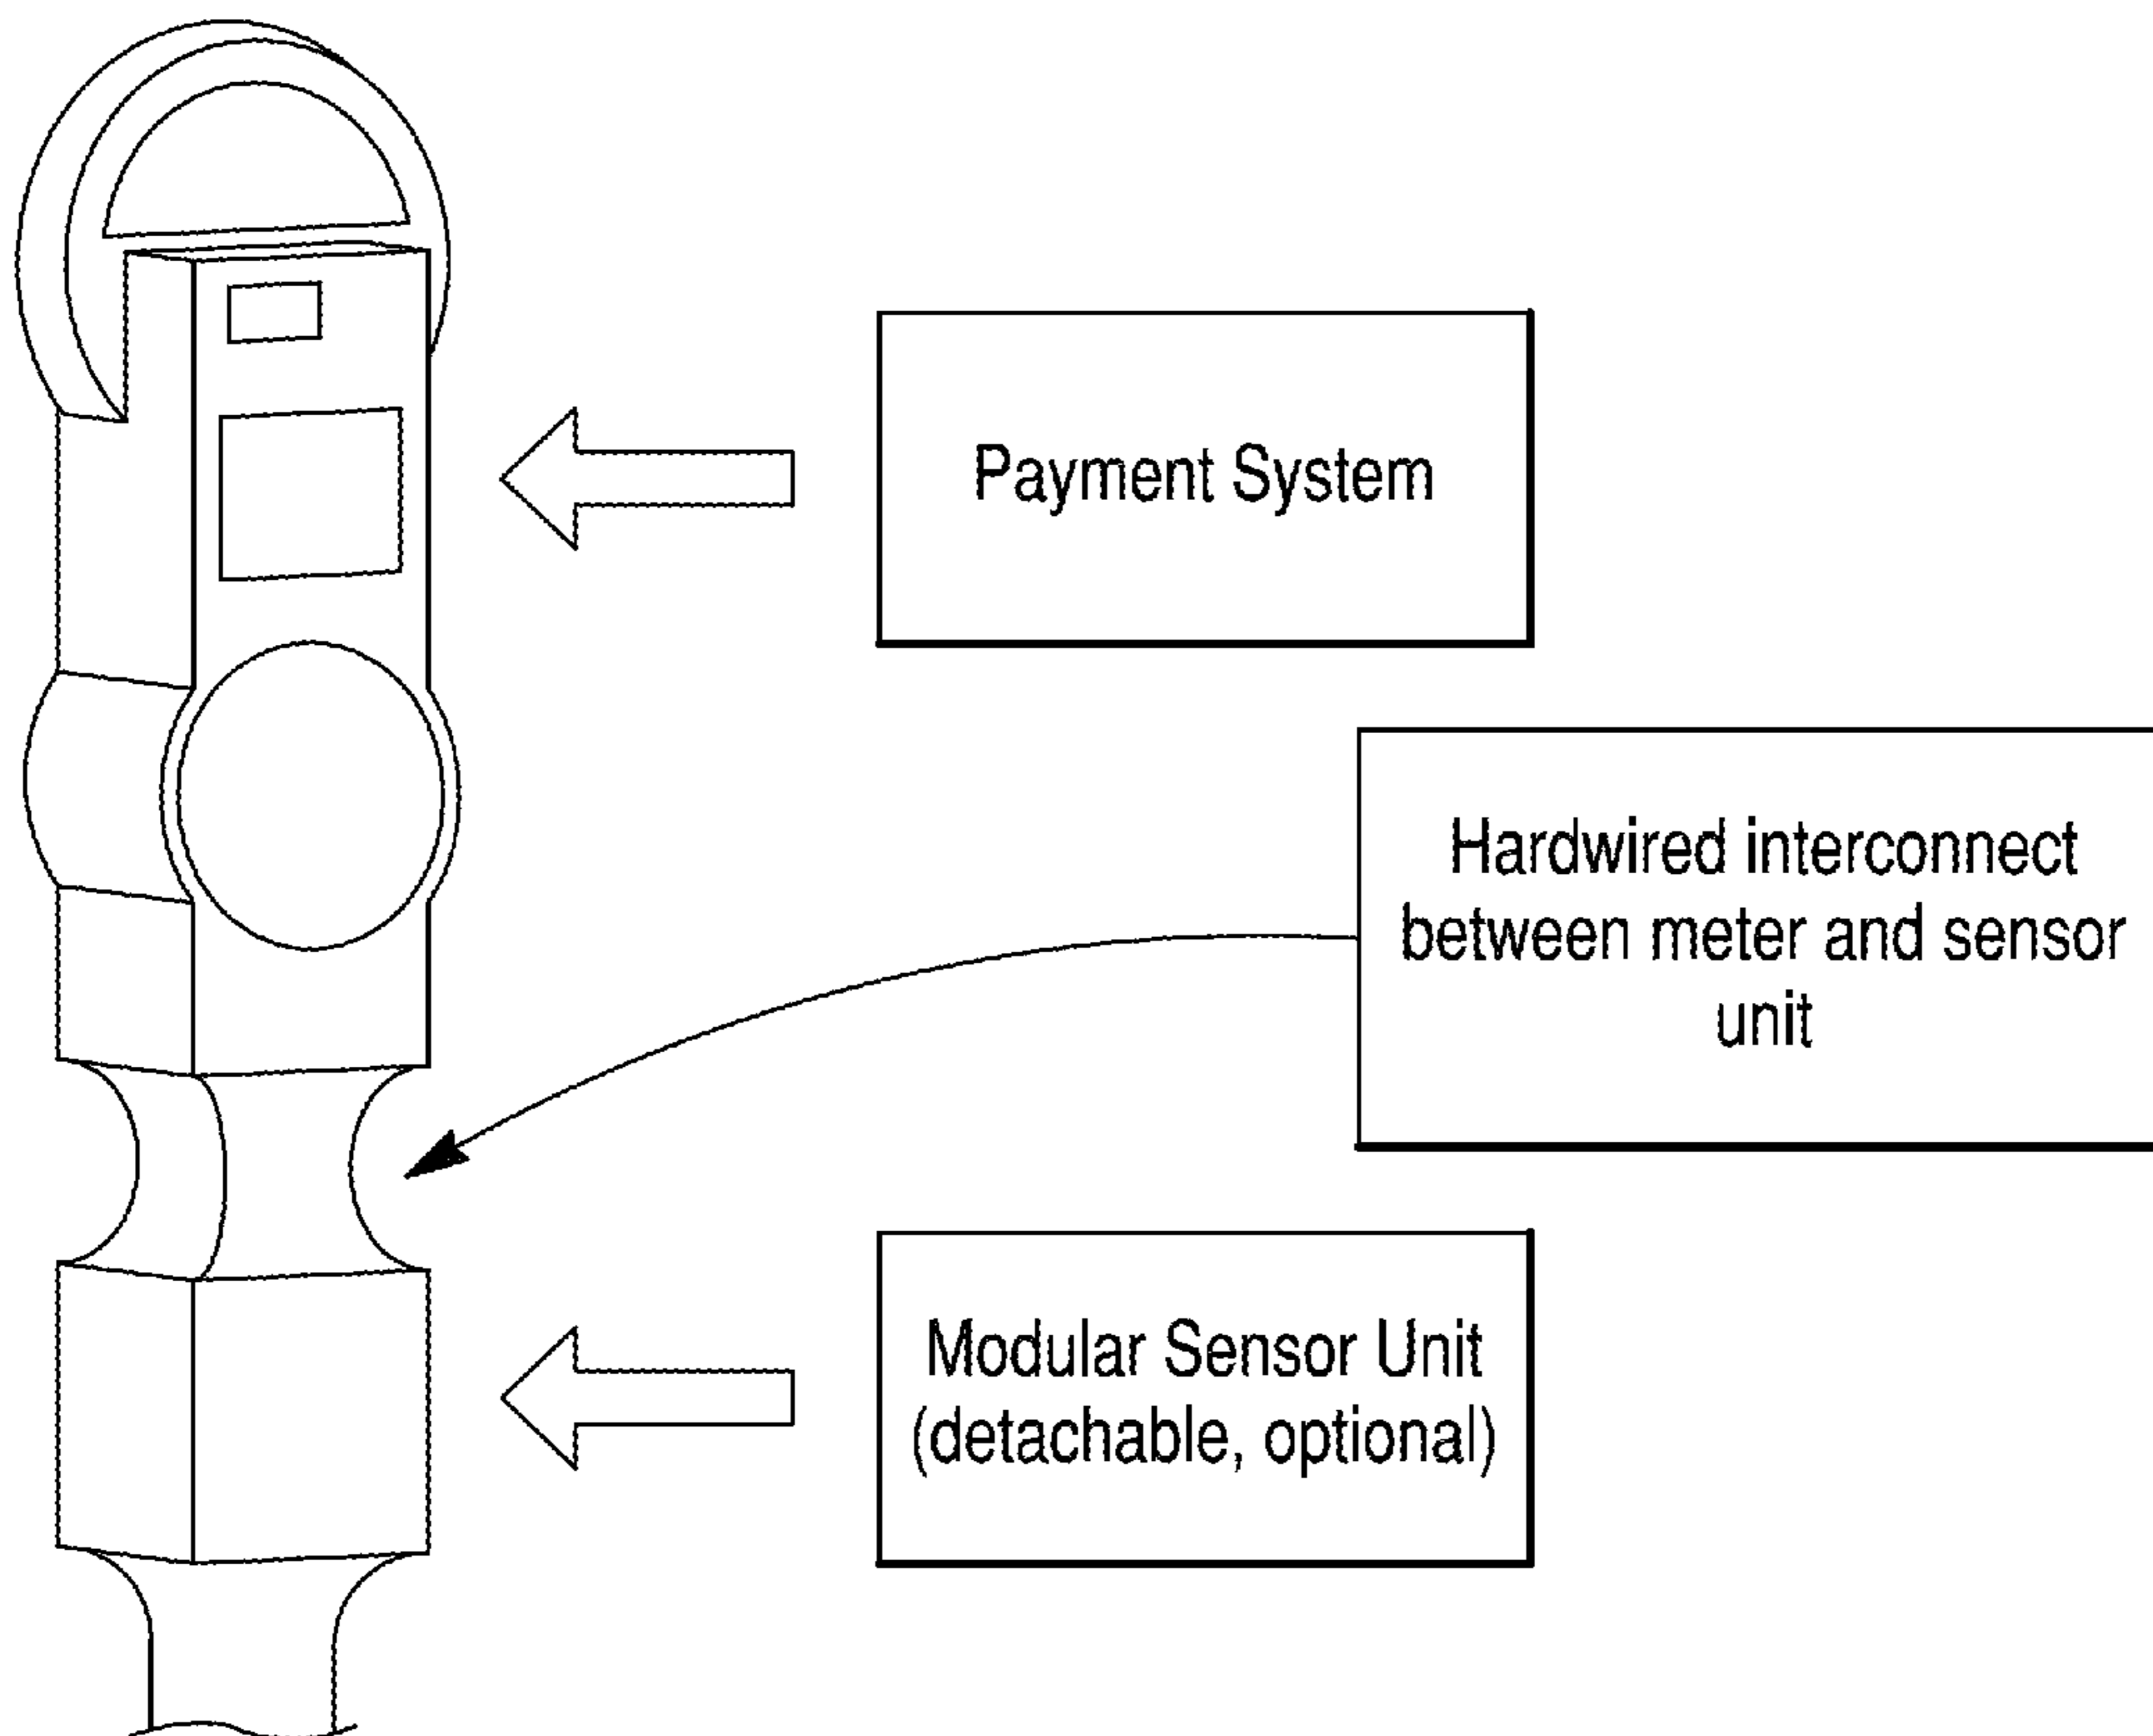 Payment System
Hardwired interconnect
between meter and sensor
unit
Modular Sensor Unit
(detachable, optional)